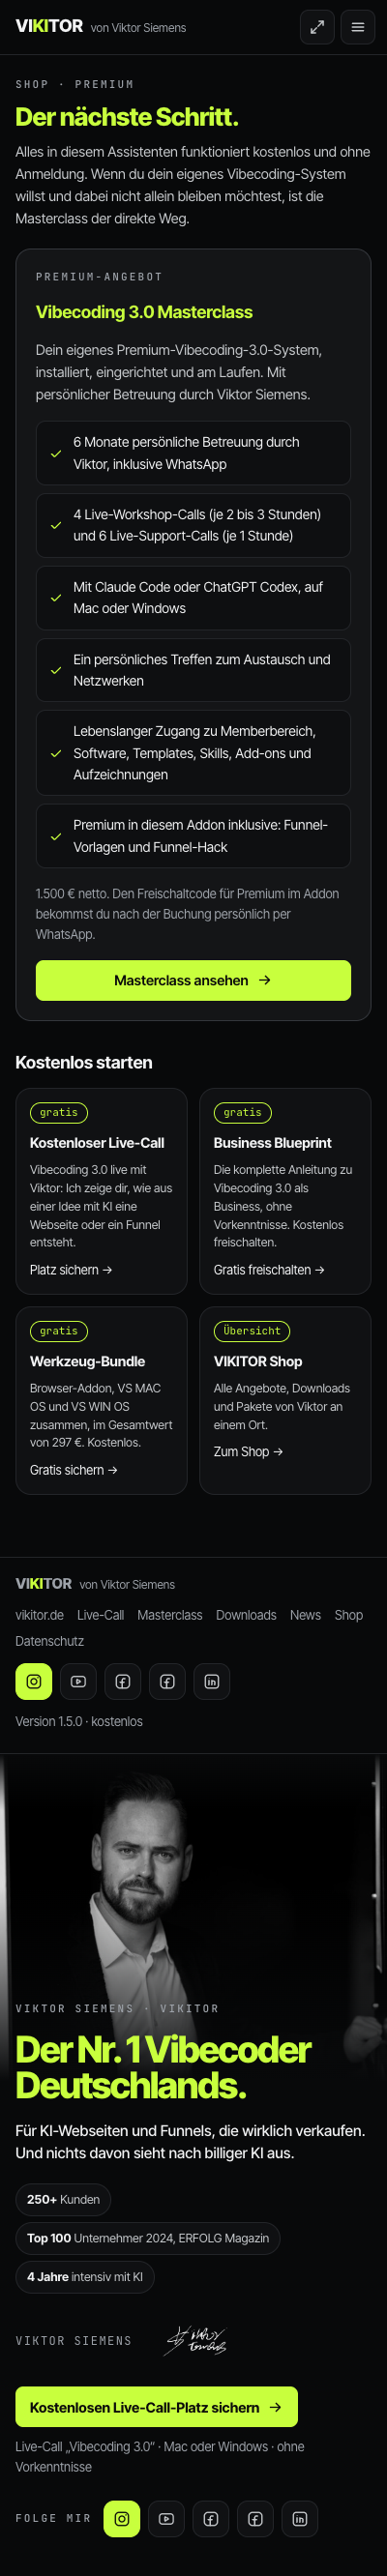 VIKITOR von Viktor Siemens
SHOP · PREMIUM
Der nächste Schritt.
Alles in diesem Assistenten funktioniert kostenlos und ohne
Anmeldung. Wenn du dein eigenes Vibecoding-System
willst und dabei nicht allein bleiben möchtest, ist die
Masterclass der direkte Weg.
PREMIUM-ANGEBOT
Vibecoding 3.0 Masterclass
Dein eigenes Premium-Vibecoding-3.0-System,
installiert, eingerichtet und am Laufen. Mit
persönlicher Betreuung durch Viktor Siemens.
6 Monate persönliche Betreuung durch
Viktor, inklusive WhatsApp
4 Live-Workshop-Calls (je 2 bis 3 Stunden)
und 6 Live-Support-Calls (je 1 Stunde)
Mit Claude Code oder ChatGPT Codex, auf
Mac oder Windows
Ein persönliches Treffen zum Austausch und
Netzwerken
Lebenslanger Zugang zu Memberbereich,
Software, Templates, Skills, Add-ons und
Aufzeichnungen
Premium in diesem Addon inklusive: Funnel-
Vorlagen und Funnel-Hack
1.500 € netto. Den Freischaltcode für Premium im Addon
bekommst du nach der Buchung persönlich per
WhatsApp.
Masterclass ansehen →
Kostenlos starten
gratis
Kostenloser Live-Call
Vibecoding 3.0 live mit
Viktor: Ich zeige dir, wie aus
einer Idee mit KI eine
Webseite oder ein Funnel
entsteht.
Platz sichern →
gratis
Business Blueprint
Die komplette Anleitung zu
Vibecoding 3.0 als
Business, ohne
Vorkenntnisse. Kostenlos
freischalten.
Gratis freischalten →
gratis
Werkzeug-Bundle
Browser-Addon, VS MAC
OS und VS WIN OS
zusammen, im Gesamtwert
von 297 €. Kostenlos.
Gratis sichern →
Übersicht
VIKITOR Shop
Alle Angebote, Downloads
und Pakete von Viktor an
einem Ort.
Zum Shop →
VIKITOR von Viktor Siemens
vikitor.de Live-Call Masterclass Downloads News Shop
Datenschutz
Version 1.5.0 · kostenlos
VIKTOR SIEMENS · VIKITOR
Der Nr. 1 Vibecoder
Deutschlands.
Für KI-Webseiten und Funnels, die wirklich verkaufen.
Und nichts davon sieht nach billiger KI aus.
250+ Kunden
Top 100 Unternehmer 2024, ERFOLG Magazin
4 Jahre intensiv mit KI
VIKTOR SIEMENS
Kostenlosen Live-Call-Platz sichern →
Live-Call „Vibecoding 3.0“ · Mac oder Windows · ohne
Vorkenntnisse
FOLGE MIR